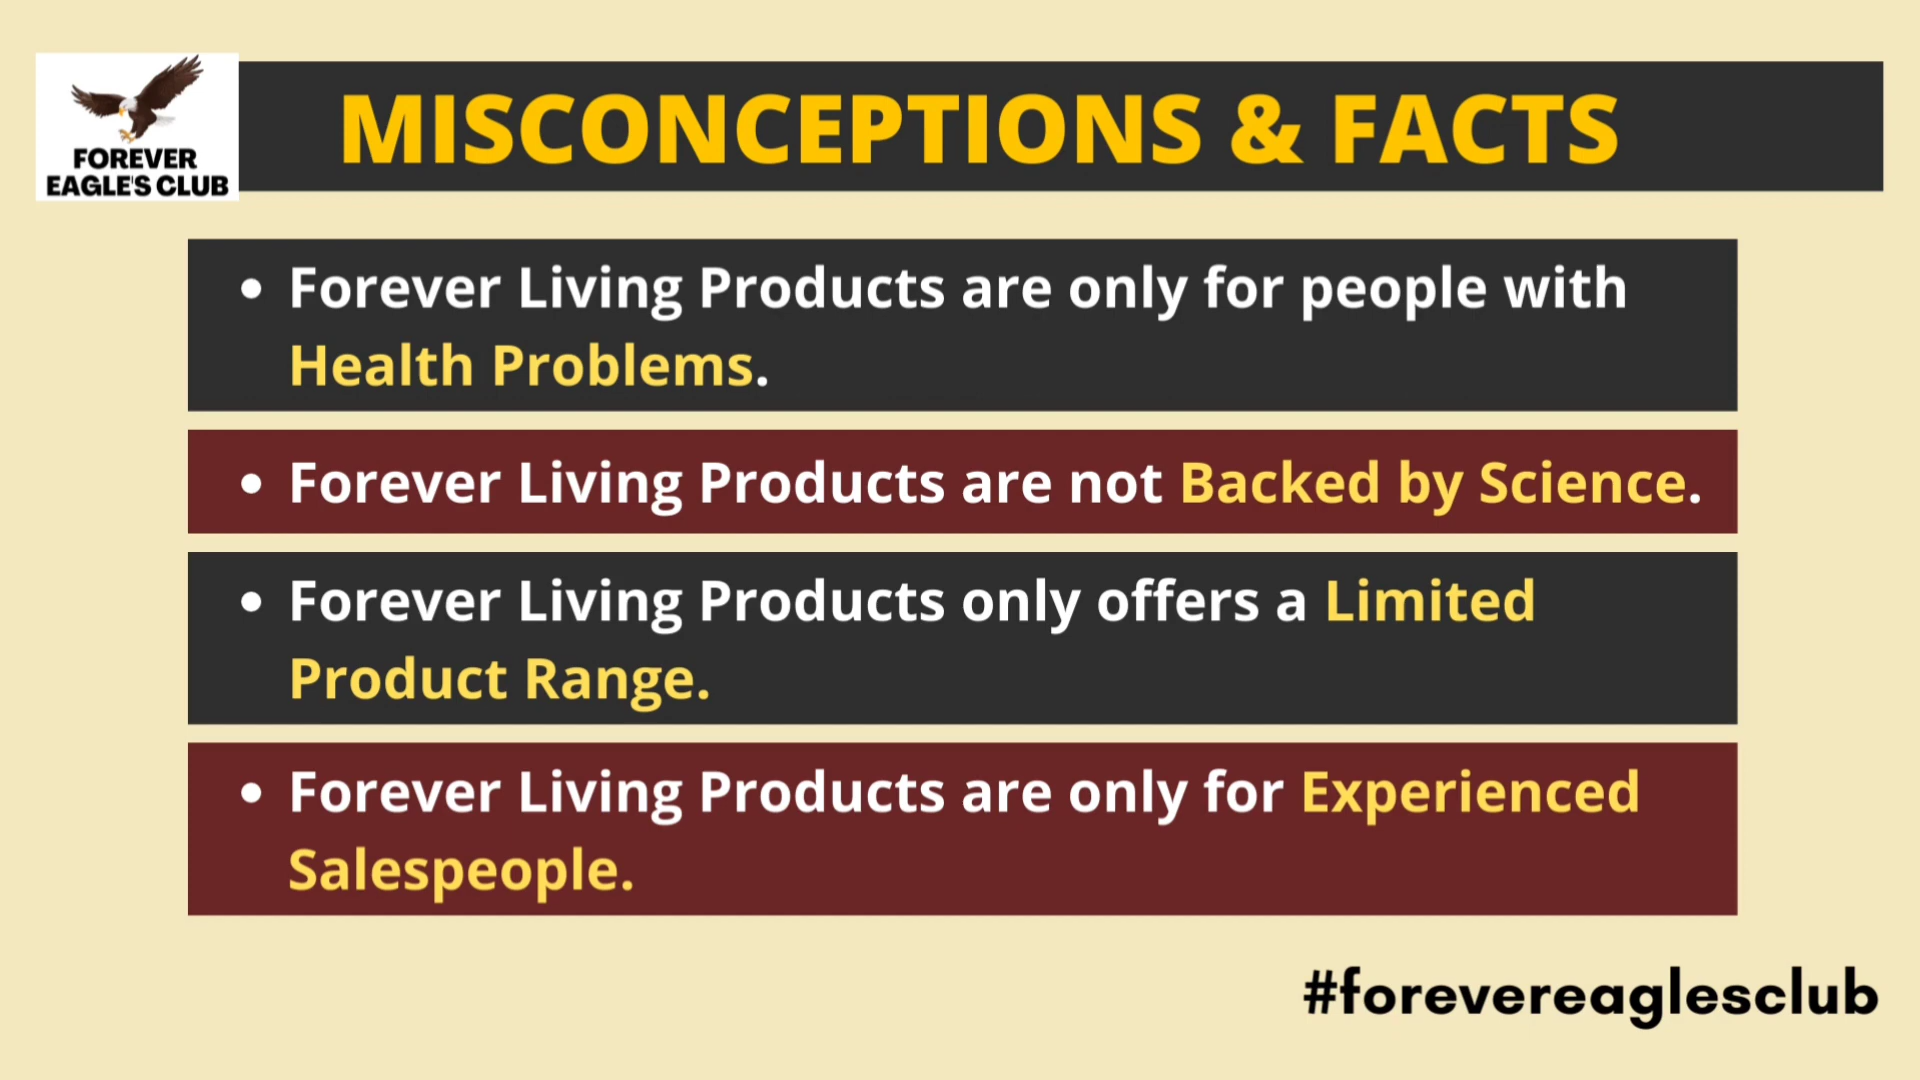 FOREVER
EAGLE'S CLUB
MISCONCEPTIONS & FACTS
• Forever Living Products are only for people with
Health Problems.
• Forever Living Products are not Backed by Science.
• Forever Living Products only offers a Limited
Product Range.
• Forever Living Products are only for Experienced
Salespeople.
#forevereaglesclub